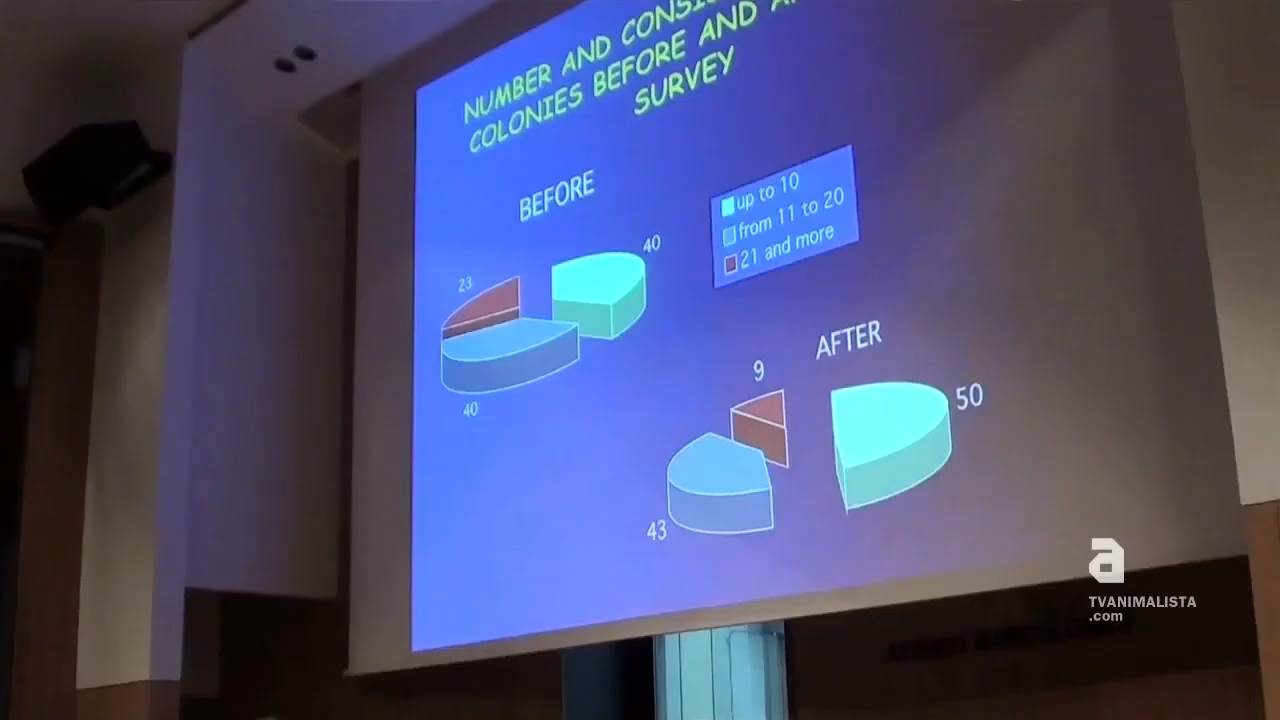 NUMBER AND
COLONIES BEFORE AND
SURVEY
BEFORE
up to 10
from 11 to 20
21 and more
40
23
40
AFTER
9
50
43
a
TVANIMALISTA
.com